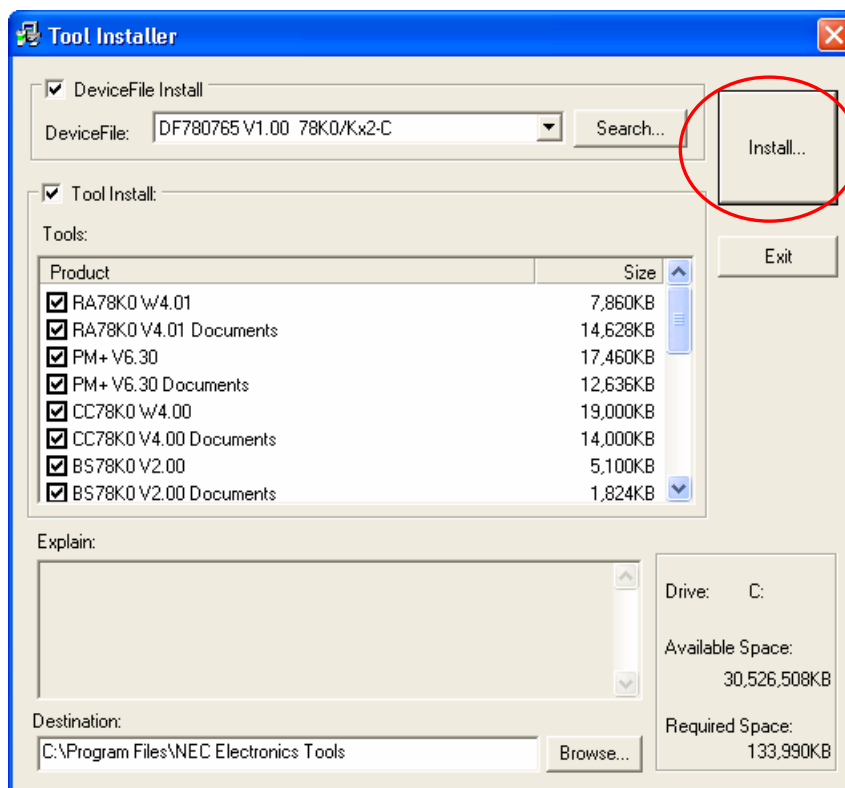 Tool Installer
DeviceFile Install
DeviceFile: DF780765 V1.00 78K0/Kx2-C Search...
Install...
Tool Install:
Tools:
Exit
Product Size
RA78K0 W4.01 7,860KB
RA78K0 V4.01 Documents 14,628KB
PM+ V6.30 17,460KB
PM+ V6.30 Documents 12,636KB
CC78K0 W4.00 19,000KB
CC78K0 V4.00 Documents 14,000KB
BS78K0 V2.00 5,100KB
BS78K0 V2.00 Documents 1,824KB
Explain:
Drive: C:
Available Space:
30,526,508KB
Required Space:
133,990KB
Destination:
C:\Program Files\NEC Electronics Tools Browse...